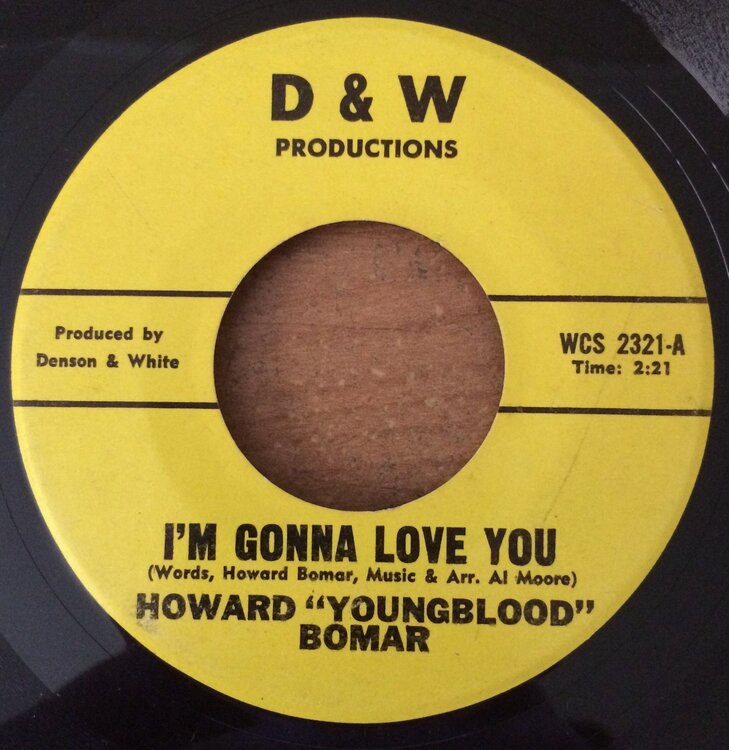 D & W
PRODUCTIONS
Produced by
Denson & White
WCS 2321-A
Time: 2:21
I'M GONNA LOVE YOU
(Words, Howard Bomar, Music & Arr. Al Moore)
HOWARD “YOUNGBLOOD”
BOMAR